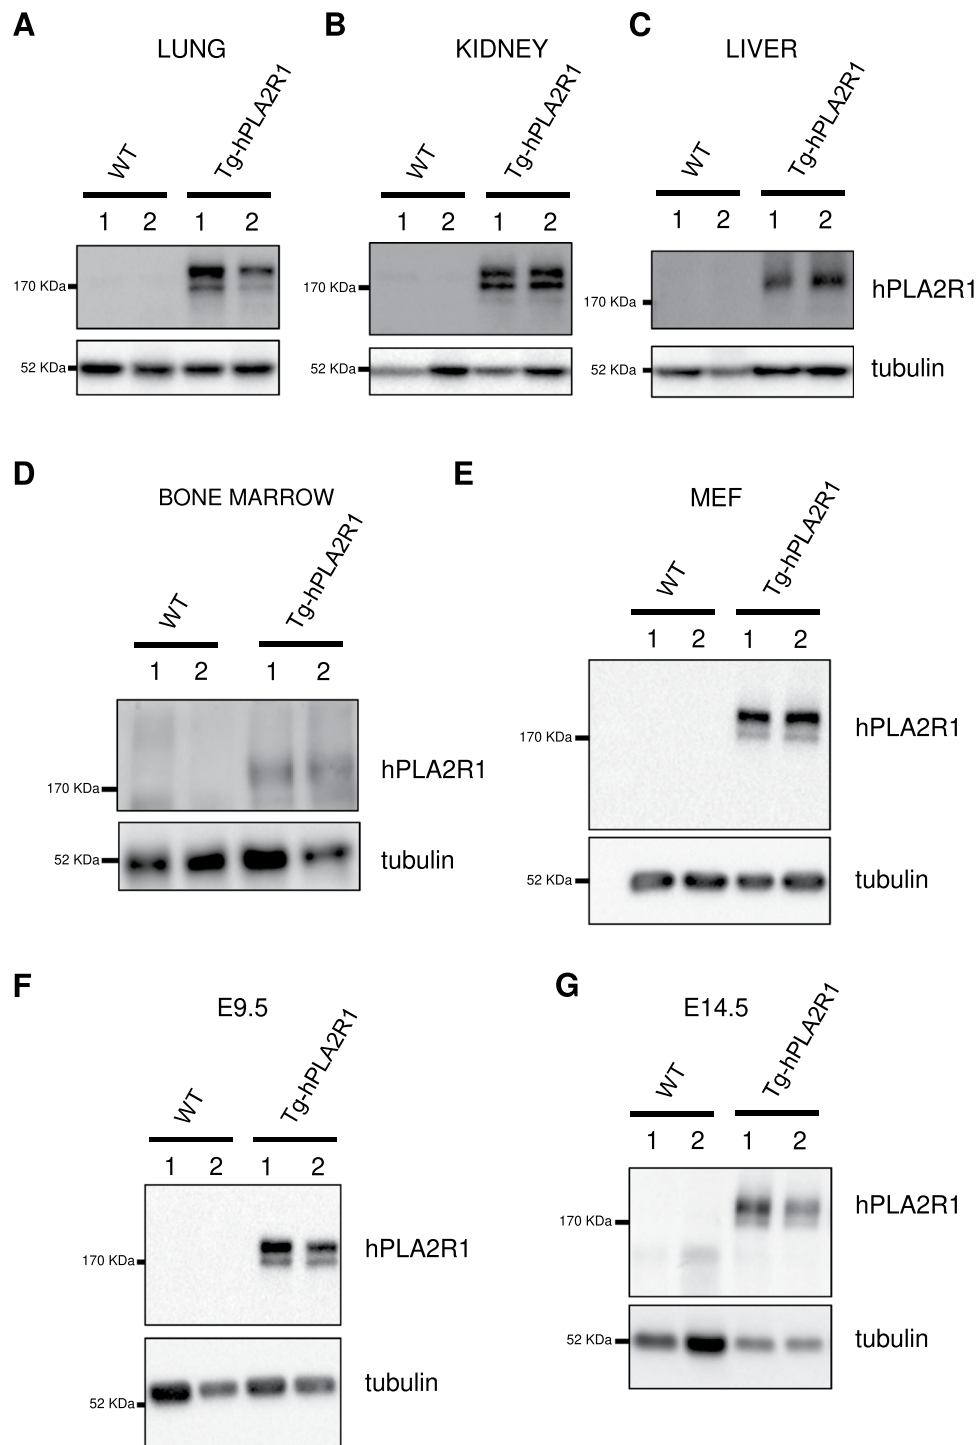 A
LUNG
WT
Tg-hPLA2R1
1 2 1 2
170 KDa
52 KDa
B
KIDNEY
WT
Tg-hPLA2R1
1 2 1 2
170 KDa
52 KDa
C
LIVER
WT
Tg-hPLA2R1
1 2 1 2
170 KDa
hPLA2R1
52 KDa
tubulin
D
BONE MARROW
WT
Tg-hPLA2R1
1 2 1 2
170 KDa
hPLA2R1
52 KDa
tubulin
E
MEF
WT
Tg-hPLA2R1
1 2 1 2
170 KDa
hPLA2R1
52 KDa
tubulin
F
E9.5
WT
Tg-hPLA2R1
1 2 1 2
170 KDa
hPLA2R1
52 KDa
tubulin
G
E14.5
WT
Tg-hPLA2R1
1 2 1 2
170 KDa
hPLA2R1
52 KDa
tubulin